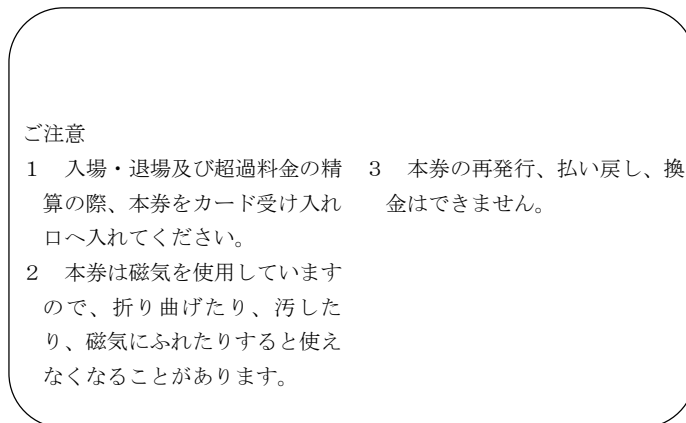 ご注意
１　入場・退場及び超過料金の精
算の際、本券をカード受け入れ
口へ入れてください。
２　本券は磁気を使用しています
ので、折り曲げたり、汚した
り、磁気にふれたりすると使え
なくなることがあります。
３　本券の再発行、払い戻し、換
金はできません。